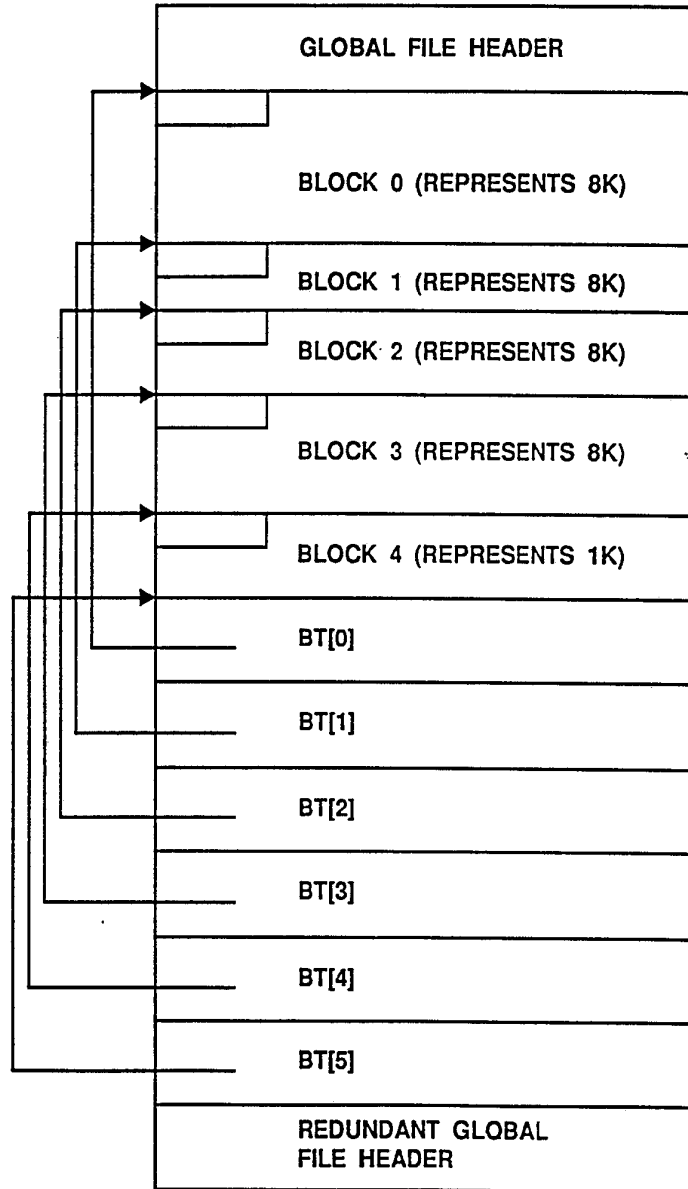 GLOBAL FILE HEADER
BLOCK 0 (REPRESENTS 8K)
BLOCK 1 (REPRESENTS 8K)
BLOCK 2 (REPRESENTS 8K)
BLOCK 3 (REPRESENTS 8K)
BLOCK 4 (REPRESENTS 1K)
BT[0]
BT[1]
BT[2]
BT[3]
BT[4]
BT[5]
REDUNDANT GLOBAL
FILE HEADER